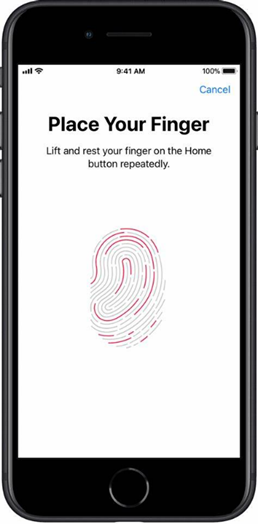 9:41 AM 100%
Cancel
Place Your Finger
Lift and rest your finger on the Home
button repeatedly.